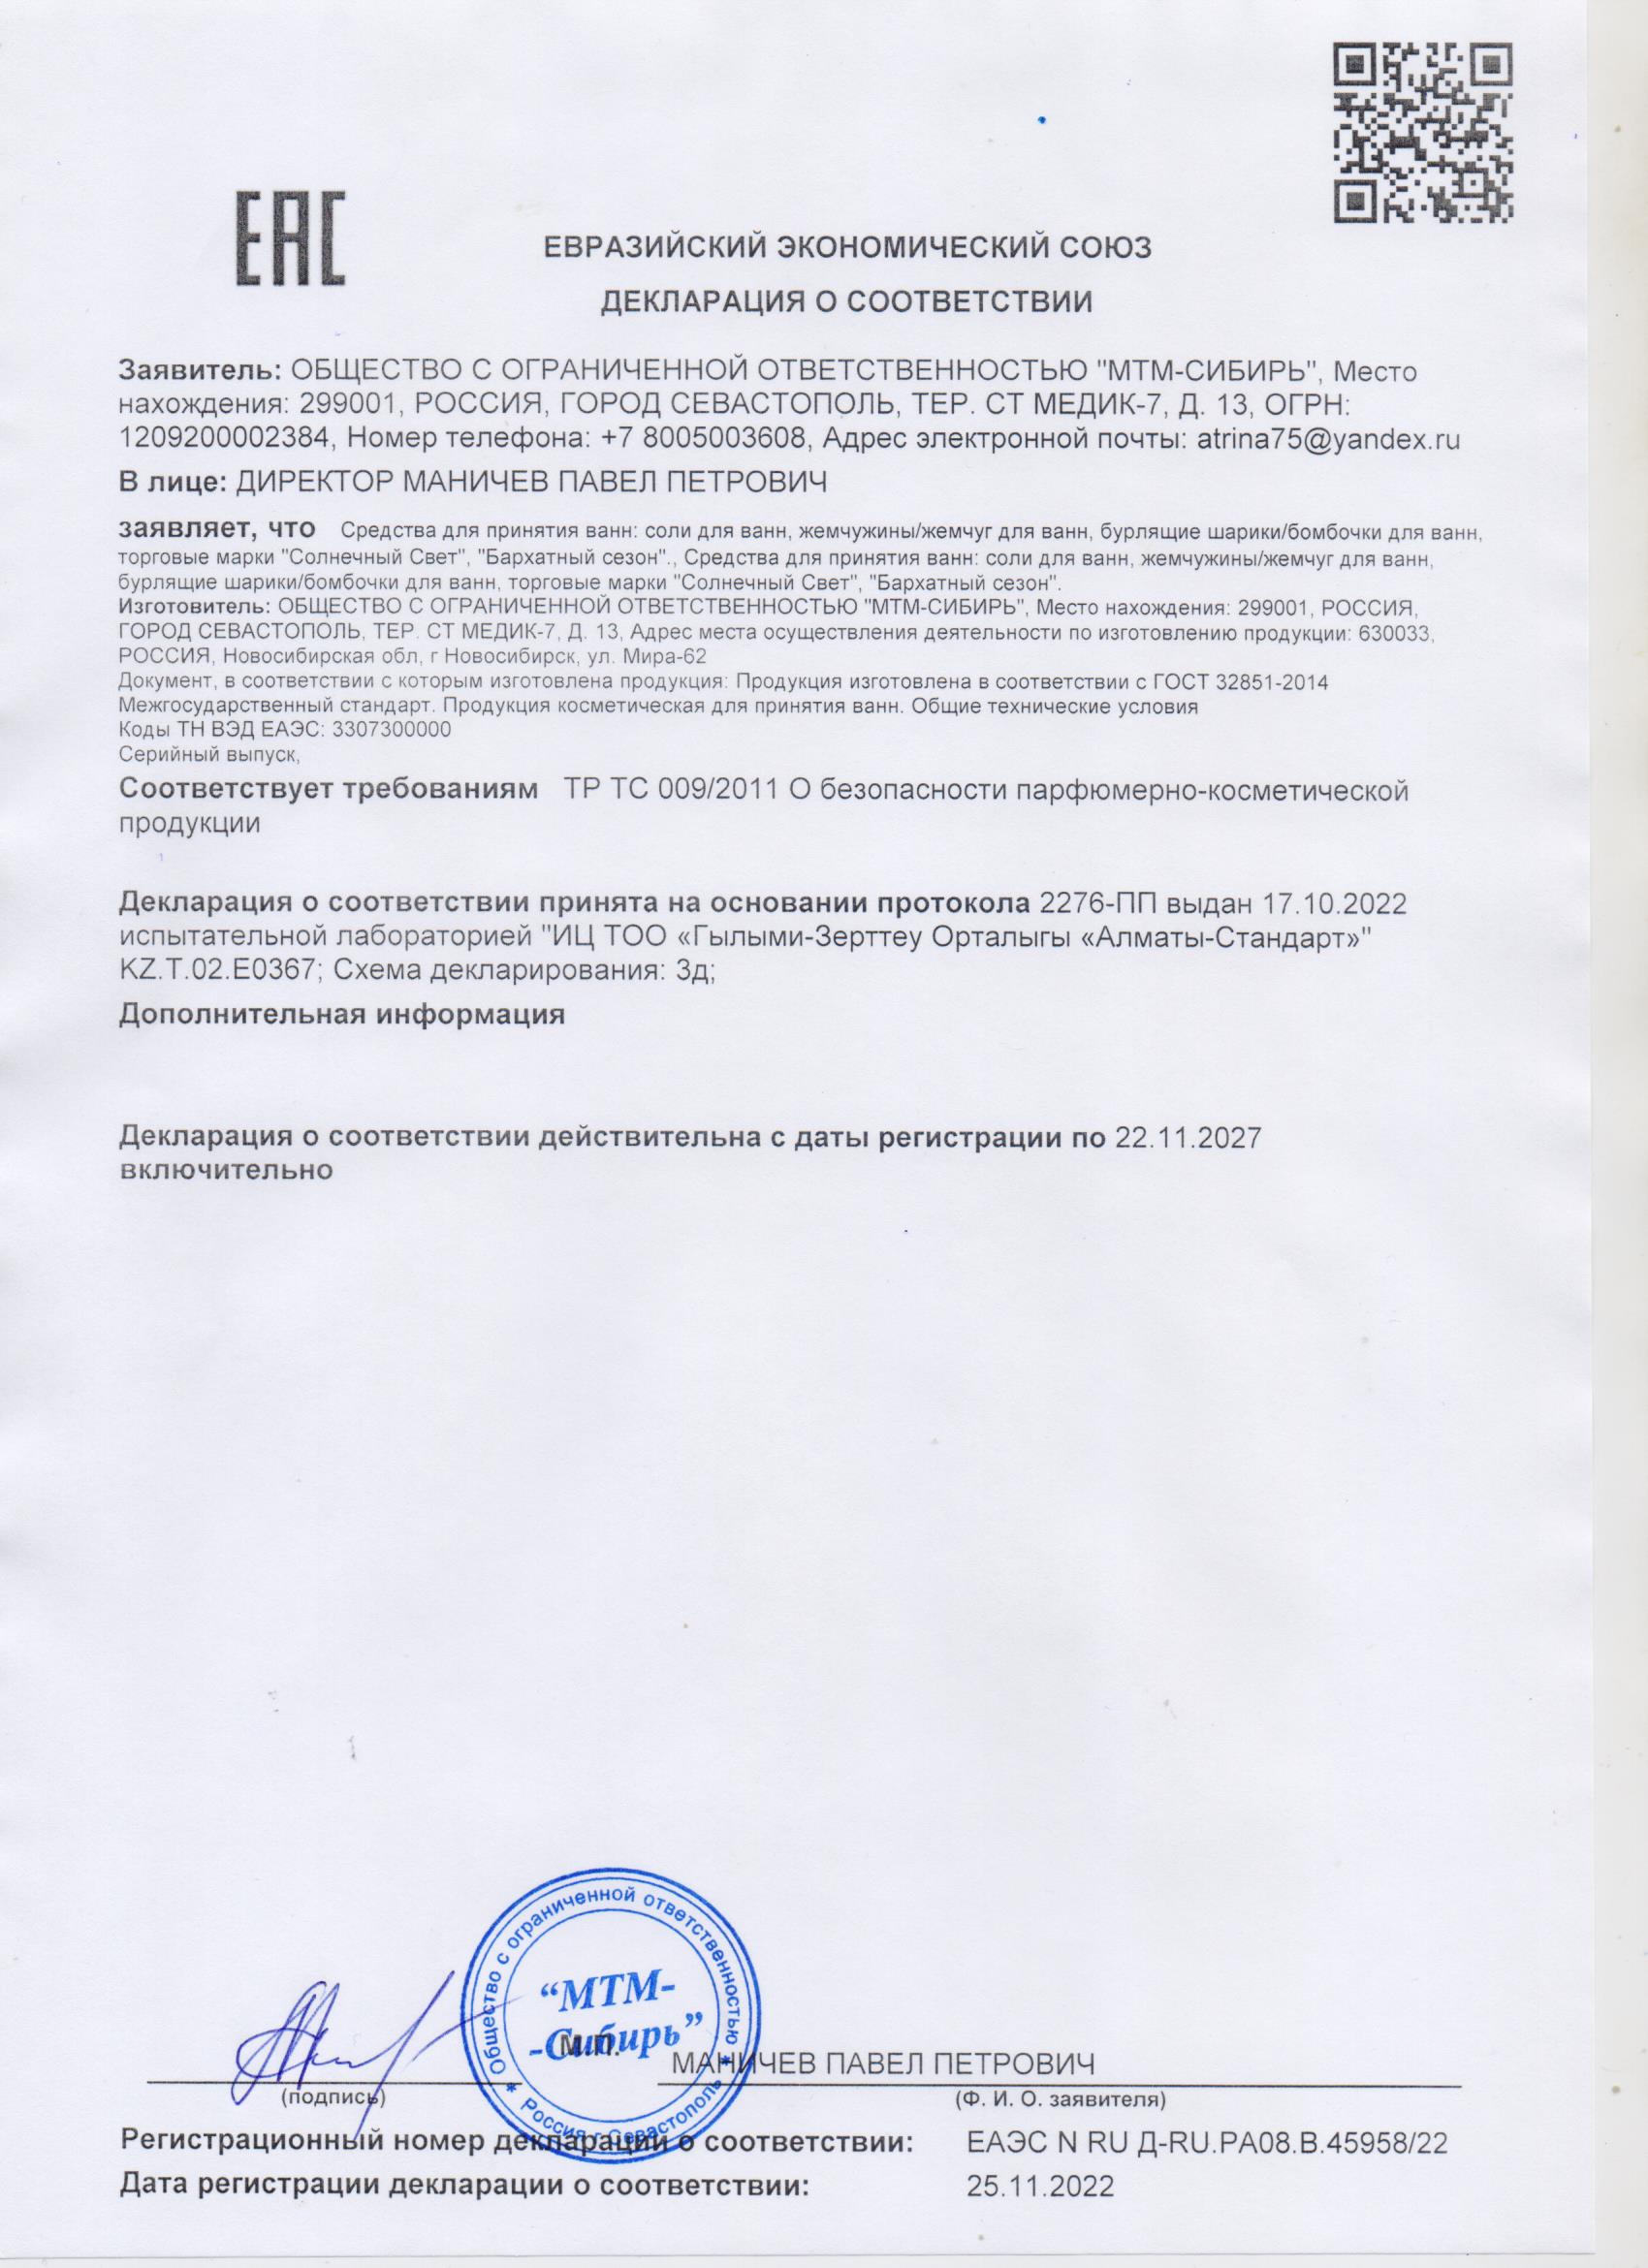 EAC
ЕВРАЗИЙСКИЙ ЭКОНОМИЧЕСКИЙ СОЮЗ
ДЕКЛАРАЦИЯ О СООТВЕТСТВИИ
Заявитель: ОБЩЕСТВО С ОГРАНИЧЕННОЙ ОТВЕТСТВЕННОСТЬЮ "МТМ-СИБИРЬ", Место
нахождения: 299001, РОССИЯ, ГОРОД СЕВАСТОПОЛЬ, ТЕР. СТ МЕДИК-7, Д. 13, ОГРН:
1209200002384, Номер телефона: +7 8005003608, Адрес электронной почты: atrina75@yandex.ru
В лице: ДИРЕКТОР МАНИЧЕВ ПАВЕЛ ПЕТРОВИЧ
заявляет, что Средства для принятия ванн: соли для ванн, жемчужины/жемчуг для ванн, бурлящие шарики/бомбочки для ванн,
торговые марки "Солнечный Свет", "Бархатный сезон"., Средства для принятия ванн: соли для ванн, жемчужины/жемчуг для ванн,
бурлящие шарики/бомбочки для ванн, торговые марки "Солнечный Свет", "Бархатный сезон".
Изготовитель: ОБЩЕСТВО С ОГРАНИЧЕННОЙ ОТВЕТСТВЕННОСТЬЮ "МТМ-СИБИРЬ", Место нахождения: 299001, РОССИЯ,
ГОРОД СЕВАСТОПОЛЬ, ТЕР. СТ МЕДИК-7, Д. 13, Адрес места осуществления деятельности по изготовлению продукции: 630033,
РОССИЯ, Новосибирская обл, г Новосибирск, ул. Мира-62
Документ, в соответствии с которым изготовлена продукция: Продукция изготовлена в соответствии с ГОСТ 32851-2014
Межгосударственный стандарт. Продукция косметическая для принятия ванн. Общие технические условия
Коды ТН ВЭД ЕАЭС: 3307300000
Серийный выпуск,
Соответствует требованиям ТР ТС 009/2011 О безопасности парфюмерно-косметической
продукции
Декларация о соответствии принята на основании протокола 2276-ПП выдан 17.10.2022
испытательной лабораторией "ИЦ ТОО «Гылыми-Зерттеу Орталыгы «Алматы-Стандарт»"
KZ.T.02.E0367; Схема декларирования: 3д;
Дополнительная информация
Декларация о соответствии действительна с даты регистрации по 22.11.2027
включительно
Общество с ограниченной ответственностью
“МТМ-
-Сибирь”
* Россия г.Севастополь *
М.П.
МАНИЧЕВ ПАВЕЛ ПЕТРОВИЧ
(подпись)
(Ф. И. О. заявителя)
Регистрационный номер декларации о соответствии: ЕАЭС N RU Д-RU.РА08.В.45958/22
Дата регистрации декларации о соответствии: 25.11.2022